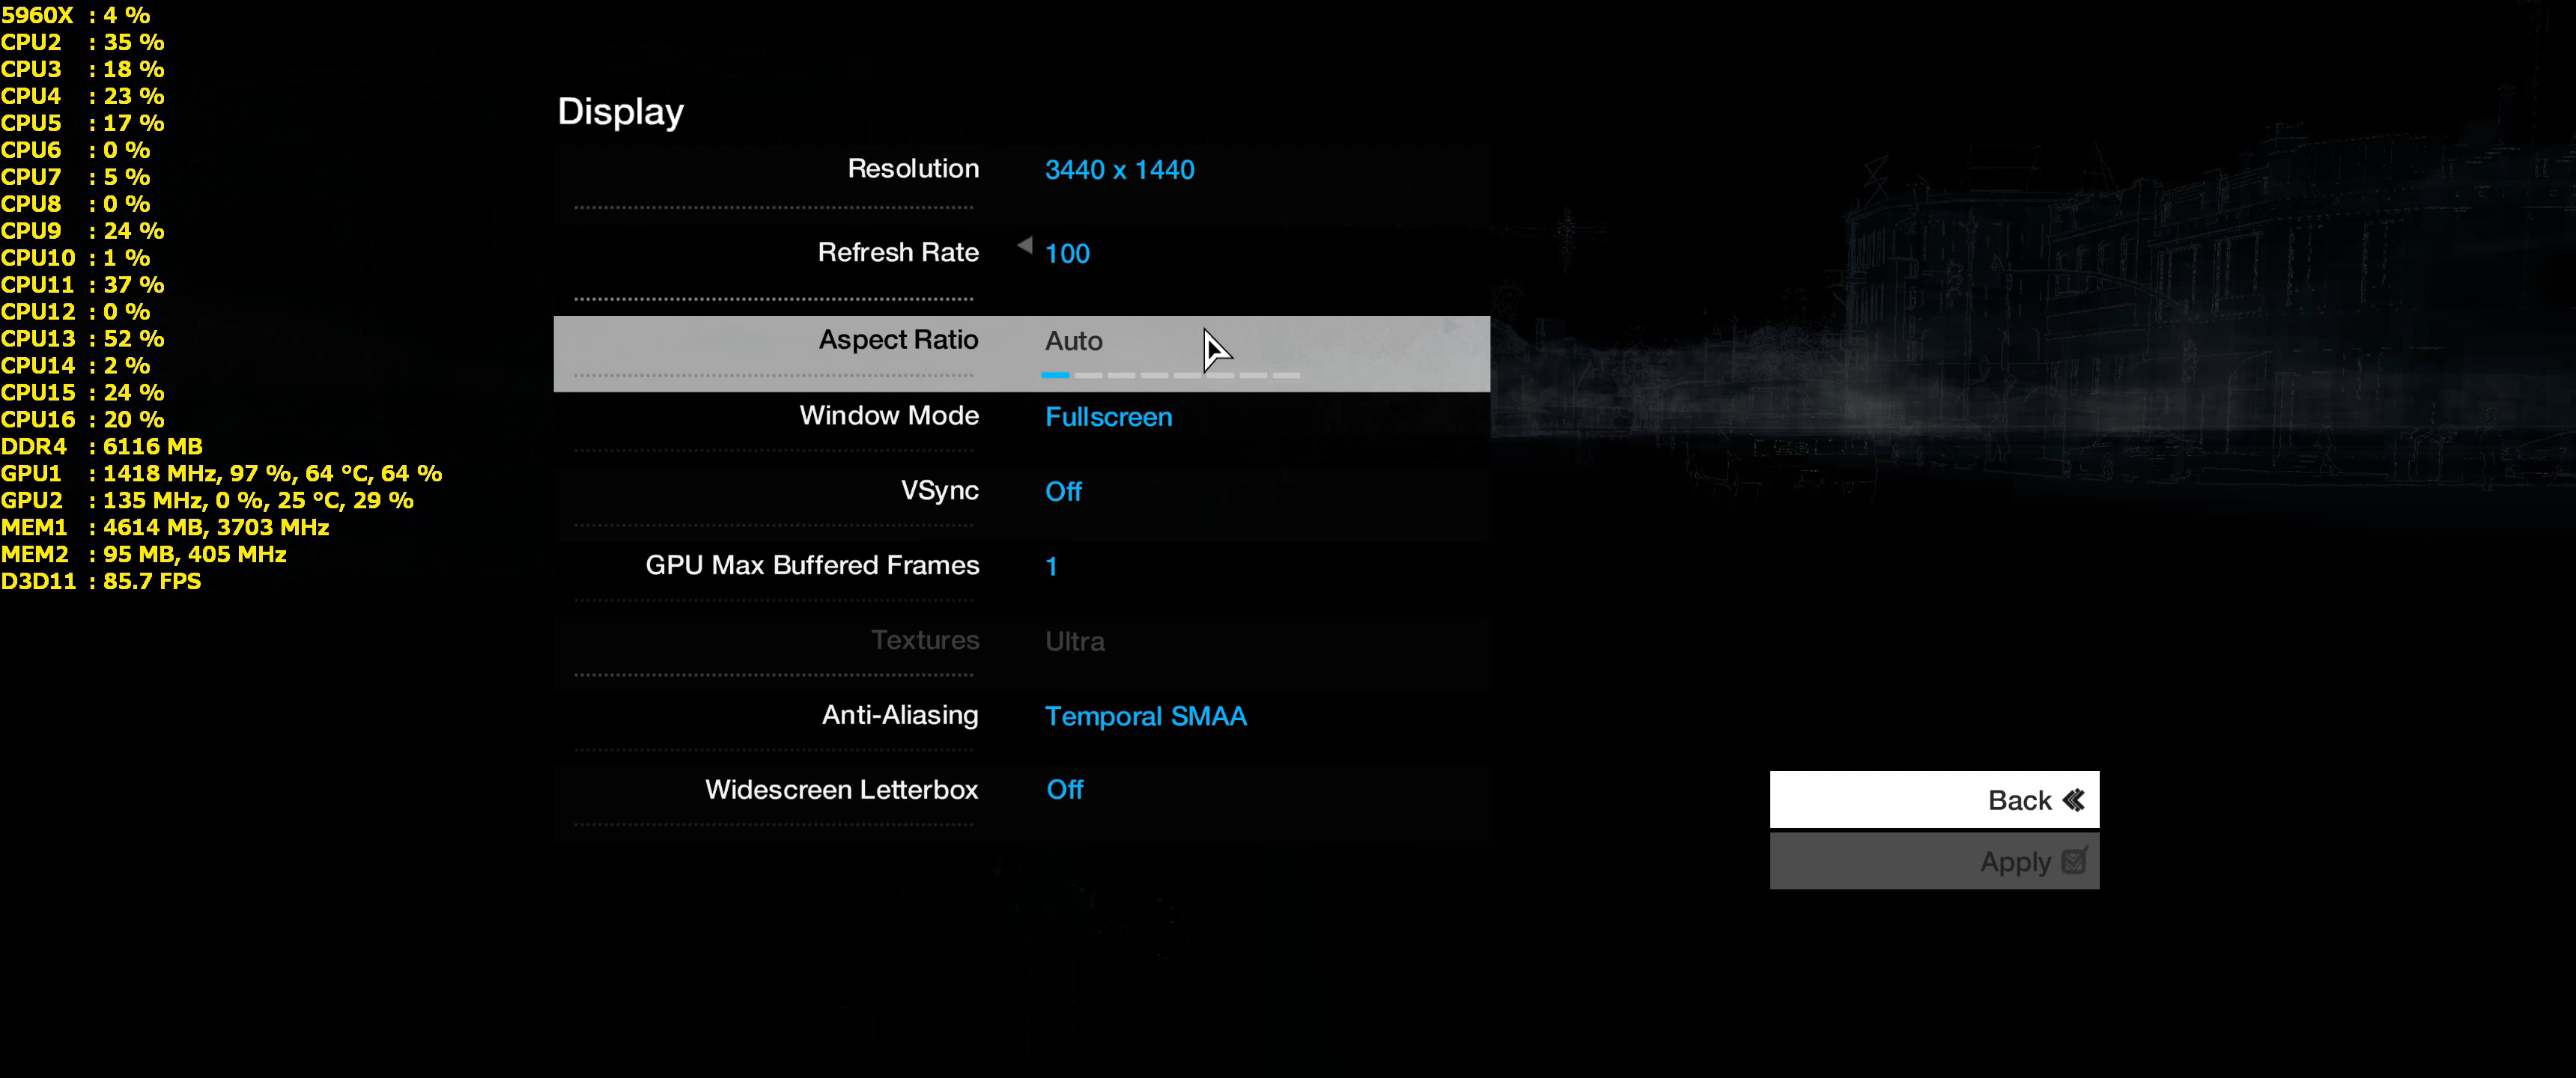 5960X : 4 %
CPU2 : 35 %
CPU3 : 18 %
CPU4 : 23 %
CPU5 : 17 %
CPU6 : 0 %
CPU7 : 5 %
CPU8 : 0 %
CPU9 : 24 %
CPU10 : 1 %
CPU11 : 37 %
CPU12 : 0 %
CPU13 : 52 %
CPU14 : 2 %
CPU15 : 24 %
CPU16 : 20 %
DDR4 : 6116 MB
GPU1 : 1418 MHz, 97 %, 64 °C, 64 %
GPU2 : 135 MHz, 0 %, 25 °C, 29 %
MEM1 : 4614 MB, 3703 MHz
MEM2 : 95 MB, 405 MHz
D3D11 : 85.7 FPS
Display
Resolution 3440 x 1440
Refresh Rate 100
Aspect Ratio Auto
Window Mode Fullscreen
VSync Off
GPU Max Buffered Frames 1
Textures Ultra
Anti-Aliasing Temporal SMAA
Widescreen Letterbox Off
Back
Apply